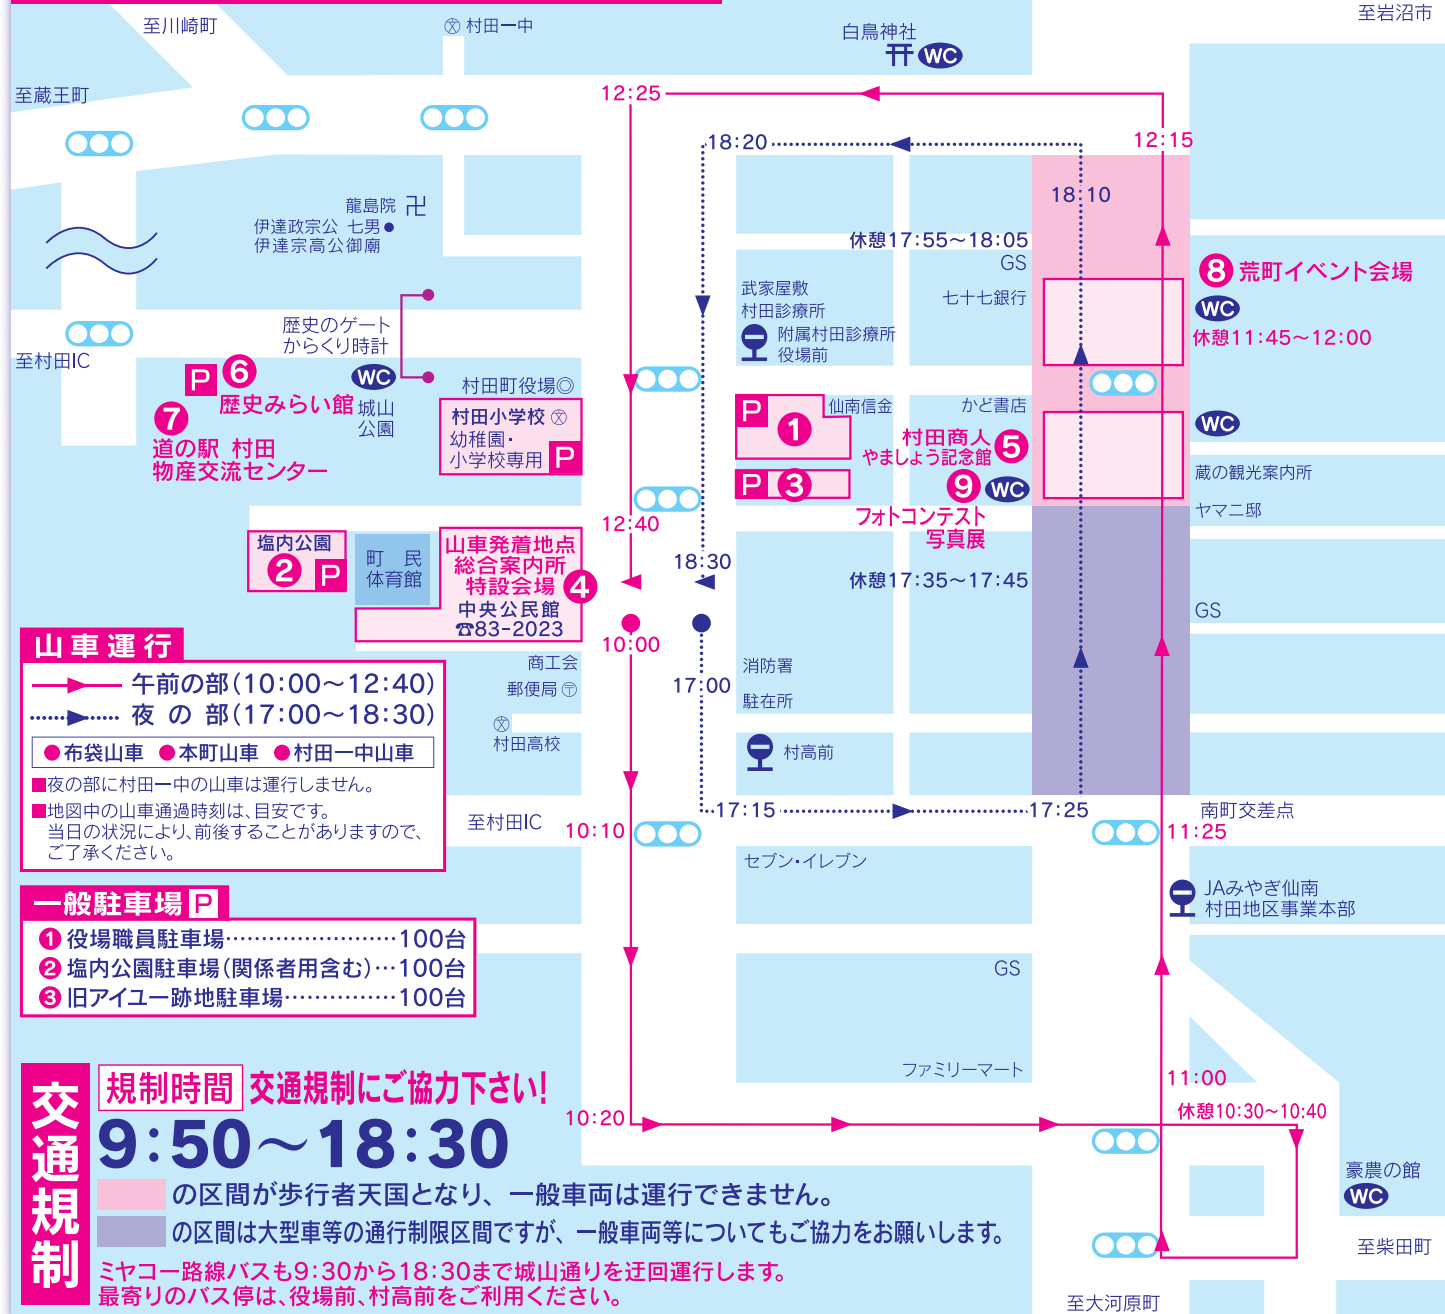 至川崎町
㊛ 村田一中
白鳥神社
WC
至岩沼市
至蔵王町
12:25
18:20
12:15
龍島院 卍
伊達政宗公 七男●
伊達宗高公御廟
18:10
休憩17:55〜18:05
GS
七十七銀行
8 荒町イベント会場
WC
休憩11:45〜12:00
武家屋敷
村田診療所
附属村田診療所
役場前
歴史のゲート
からくり時計
至村田IC
P 6
歴史みらい館
WC
城山
公園
7
道の駅 村田
物産交流センター
村田町役場◎
村田小学校 文
幼稚園・
小学校専用 P
P 1
仙南信金
かど書店
村田商人
やましょう記念館 5
P 3
9 WC
フォトコンテスト
写真展
WC
蔵の観光案内所
ヤマニ邸
12:40
18:30
塩内公園
2 P
町 民
体育館
山車発着地点
総合案内所
特設会場 4
中央公民館
☎83-2023
休憩17:35〜17:45
GS
10:00
17:00
商工会
郵便局 〒
文
村田高校
消防署
駐在所
村高前
山車運行
午前の部(10:00〜12:40)
夜 の 部(17:00〜18:30)
●布袋山車 ●本町山車 ●村田一中山車
■夜の部に村田一中の山車は運行しません。
■地図中の山車通過時刻は、目安です。
当日の状況により、前後することがありますので、
ご了承ください。
至村田IC
10:10
17:15
17:25
南町交差点
11:25
セブン・イレブン
JAみやぎ仙南
村田地区事業本部
一般駐車場 P
1 役場職員駐車場……………………100台
2 塩内公園駐車場(関係者用含む)…100台
3 旧アイユー跡地駐車場……………100台
GS
ファミリーマート
11:00
休憩10:30〜10:40
10:20
豪農の館
WC
至柴田町
至大河原町
交通規制
規制時間 交通規制にご協力下さい!
9:50〜18:30
の区間が歩行者天国となり、一般車両は運行できません。
の区間は大型車等の通行制限区間ですが、一般車両等についてもご協力をお願いします。
ミヤコー路線バスも9:30から18:30まで城山通りを迂回運行します。
最寄りのバス停は、役場前、村高前をご利用ください。